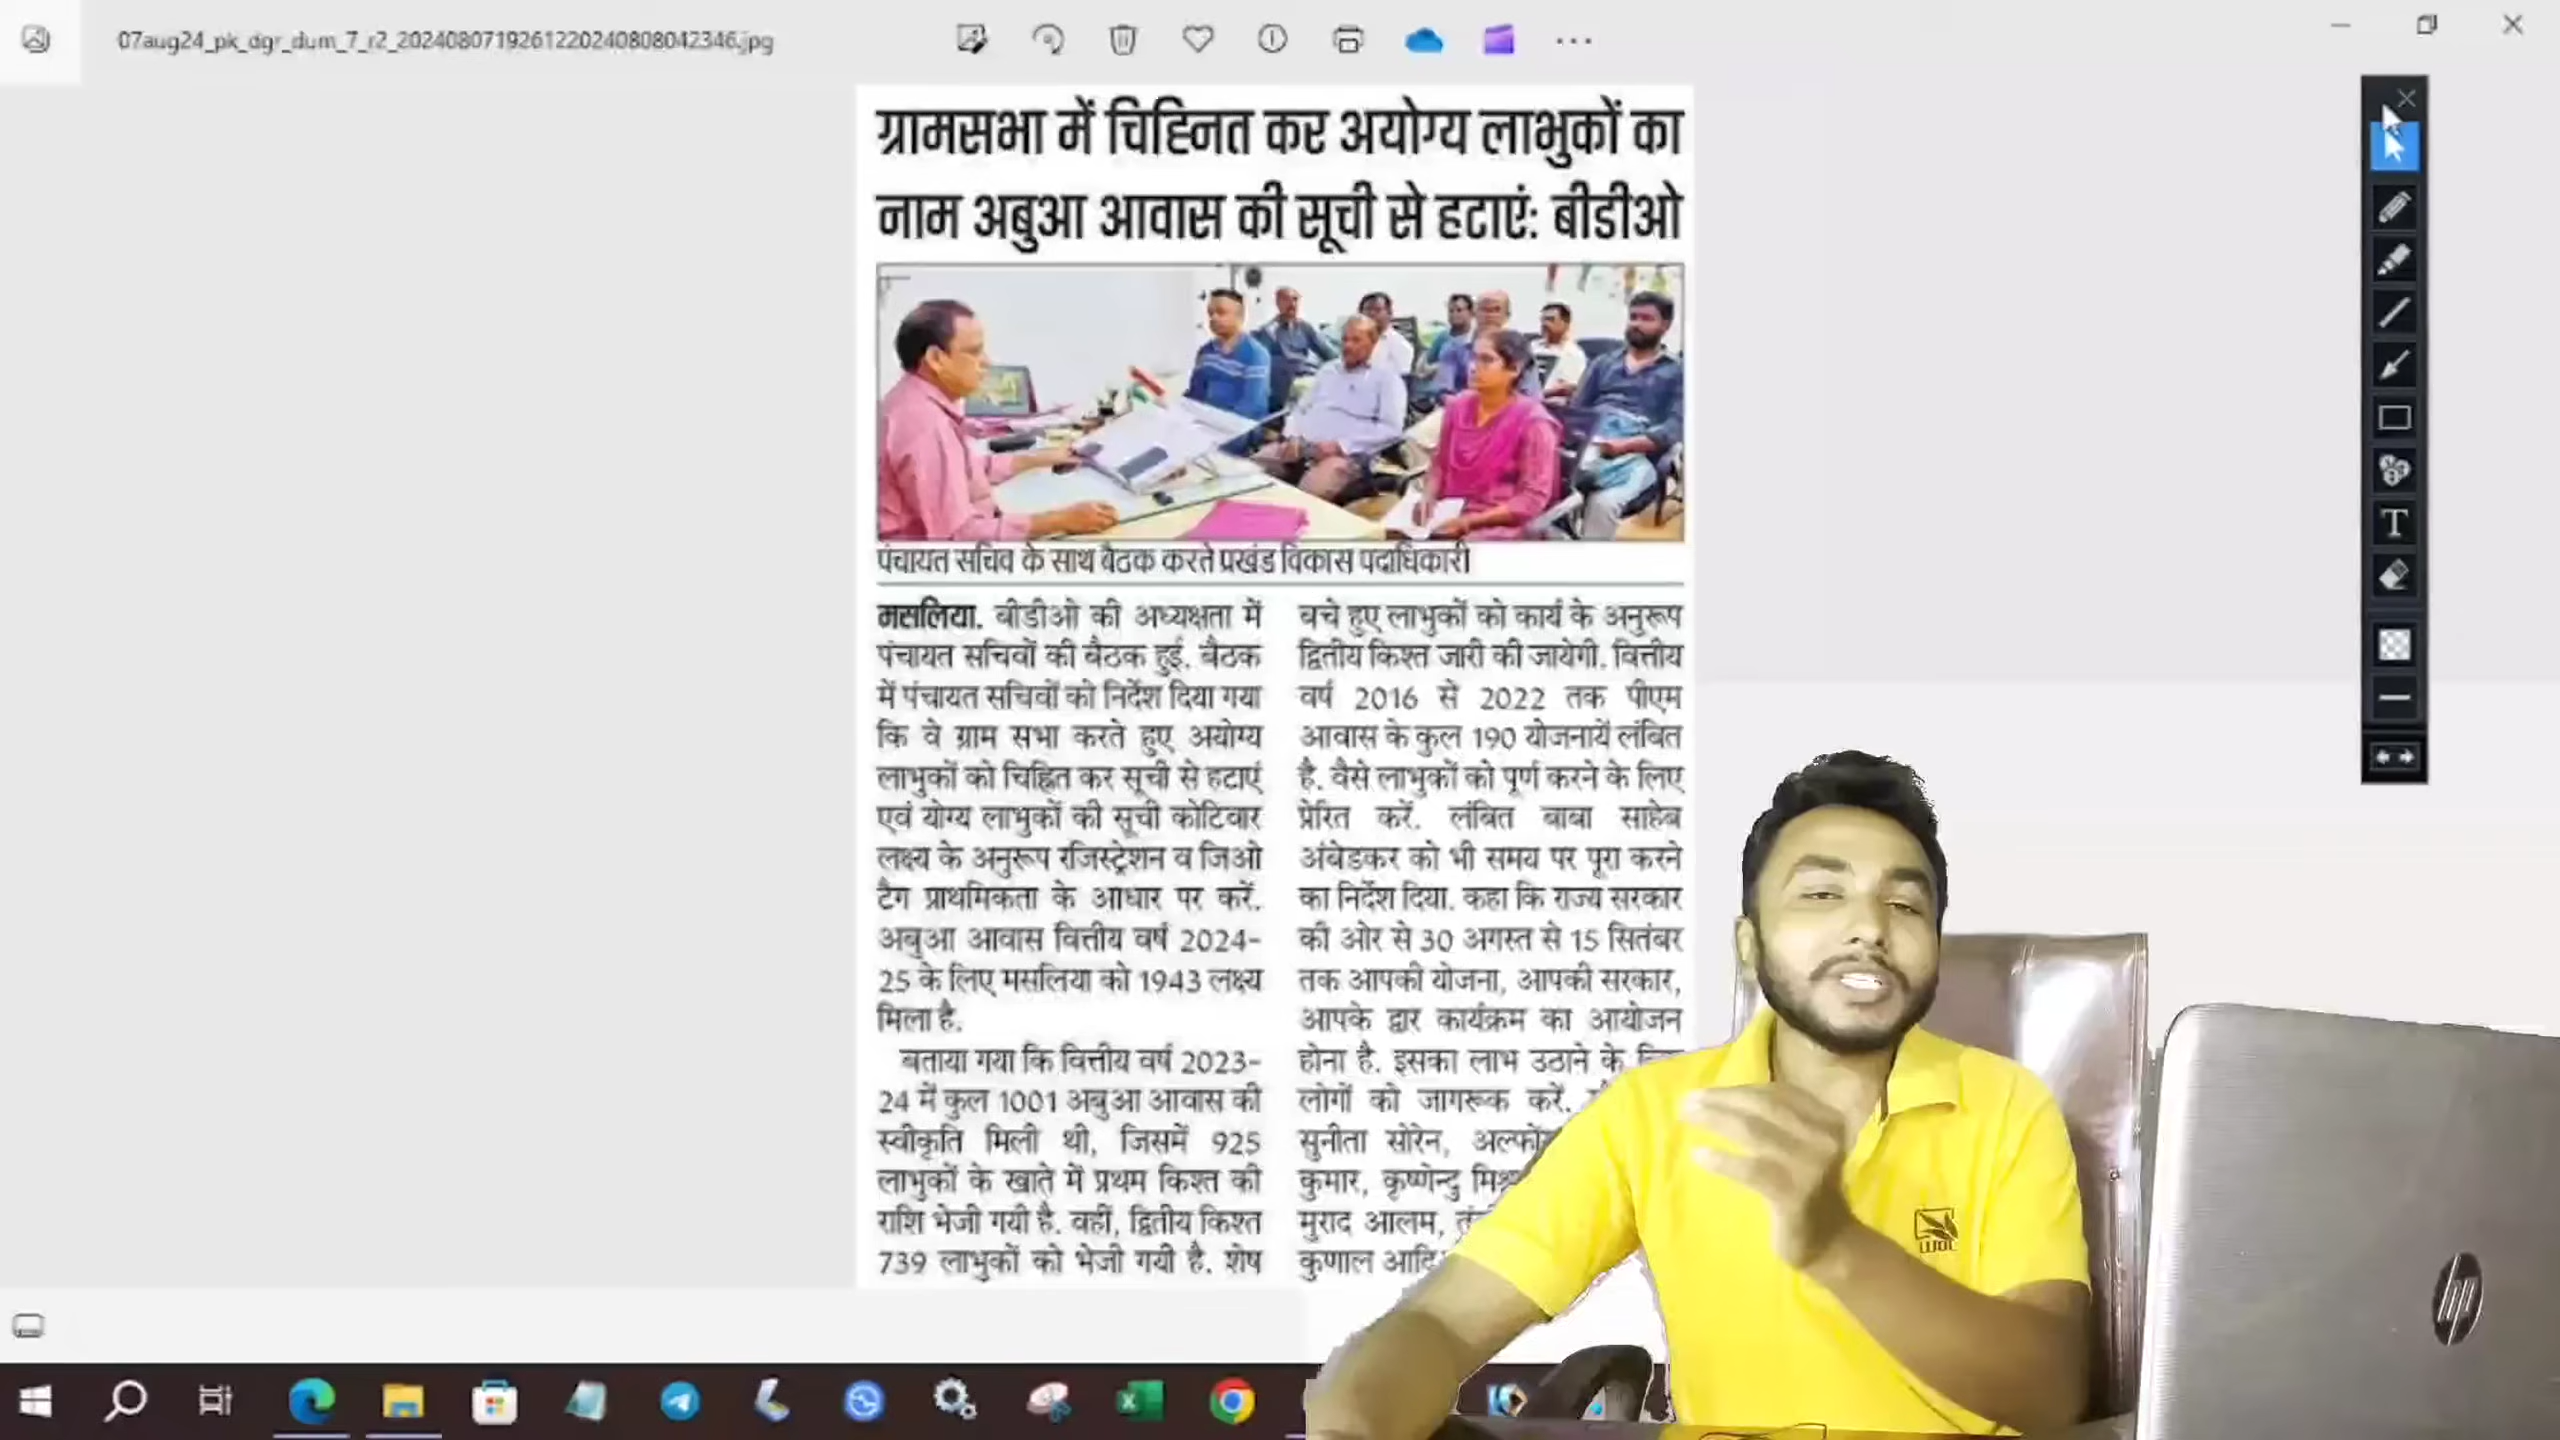 07aug24_pk_dgr_dum_7_r2_2024080719261220240808042346.jpg
ग्रामसभा में चिह्नित कर अयोग्य लाभुकों का
नाम अबुआ आवास की सूची से हटाएं: बीडीओ
पंचायत सचिव के साथ बैठक करते प्रखंड विकास पदाधिकारी
मसलिया. बीडीओ की अध्यक्षता में
पंचायत सचिवों की बैठक हुई. बैठक
में पंचायत सचिवों को निर्देश दिया गया
कि वे ग्राम सभा करते हुए अयोग्य
लाभुकों को चिह्नित कर सूची से हटाएं
एवं योग्य लाभुकों की सूची कोटिवार
लक्ष्य के अनुरूप रजिस्ट्रेशन व जिओ
टैग प्राथमिकता के आधार पर करें.
अबुआ आवास वित्तीय वर्ष 2024-
25 के लिए मसलिया को 1943 लक्ष्य
मिला है.
बताया गया कि वित्तीय वर्ष 2023-
24 में कुल 1001 अबुआ आवास की
स्वीकृति मिली थी, जिसमें 925
लाभुकों के खाते में प्रथम किश्त की
राशि भेजी गयी है. वहीं, द्वितीय किश्त
739 लाभुकों को भेजी गयी है. शेष
बचे हुए लाभुकों को कार्य के अनुरूप
द्वितीय किश्त जारी की जायेगी. वित्तीय
वर्ष 2016 से 2022 तक पीएम
आवास के कुल 190 योजनायें लंबित
है. वैसे लाभुकों को पूर्ण करने के लिए
प्रेरित करें. लंबित बाबा साहेब
अंबेडकर को भी समय पर पूरा करने
का निर्देश दिया. कहा कि राज्य सरकार
की ओर से 30 अगस्त से 15 सितंबर
तक आपकी योजना, आपकी सरकार,
आपके द्वार कार्यक्रम का आयोजन
होना है. इसका लाभ उठाने के
लोगों को जागरूक करें.
सुनीता सोरेन,
कुमार, कृष्णेन्दु
मुराद आलम,
कुणाल आदि
hp